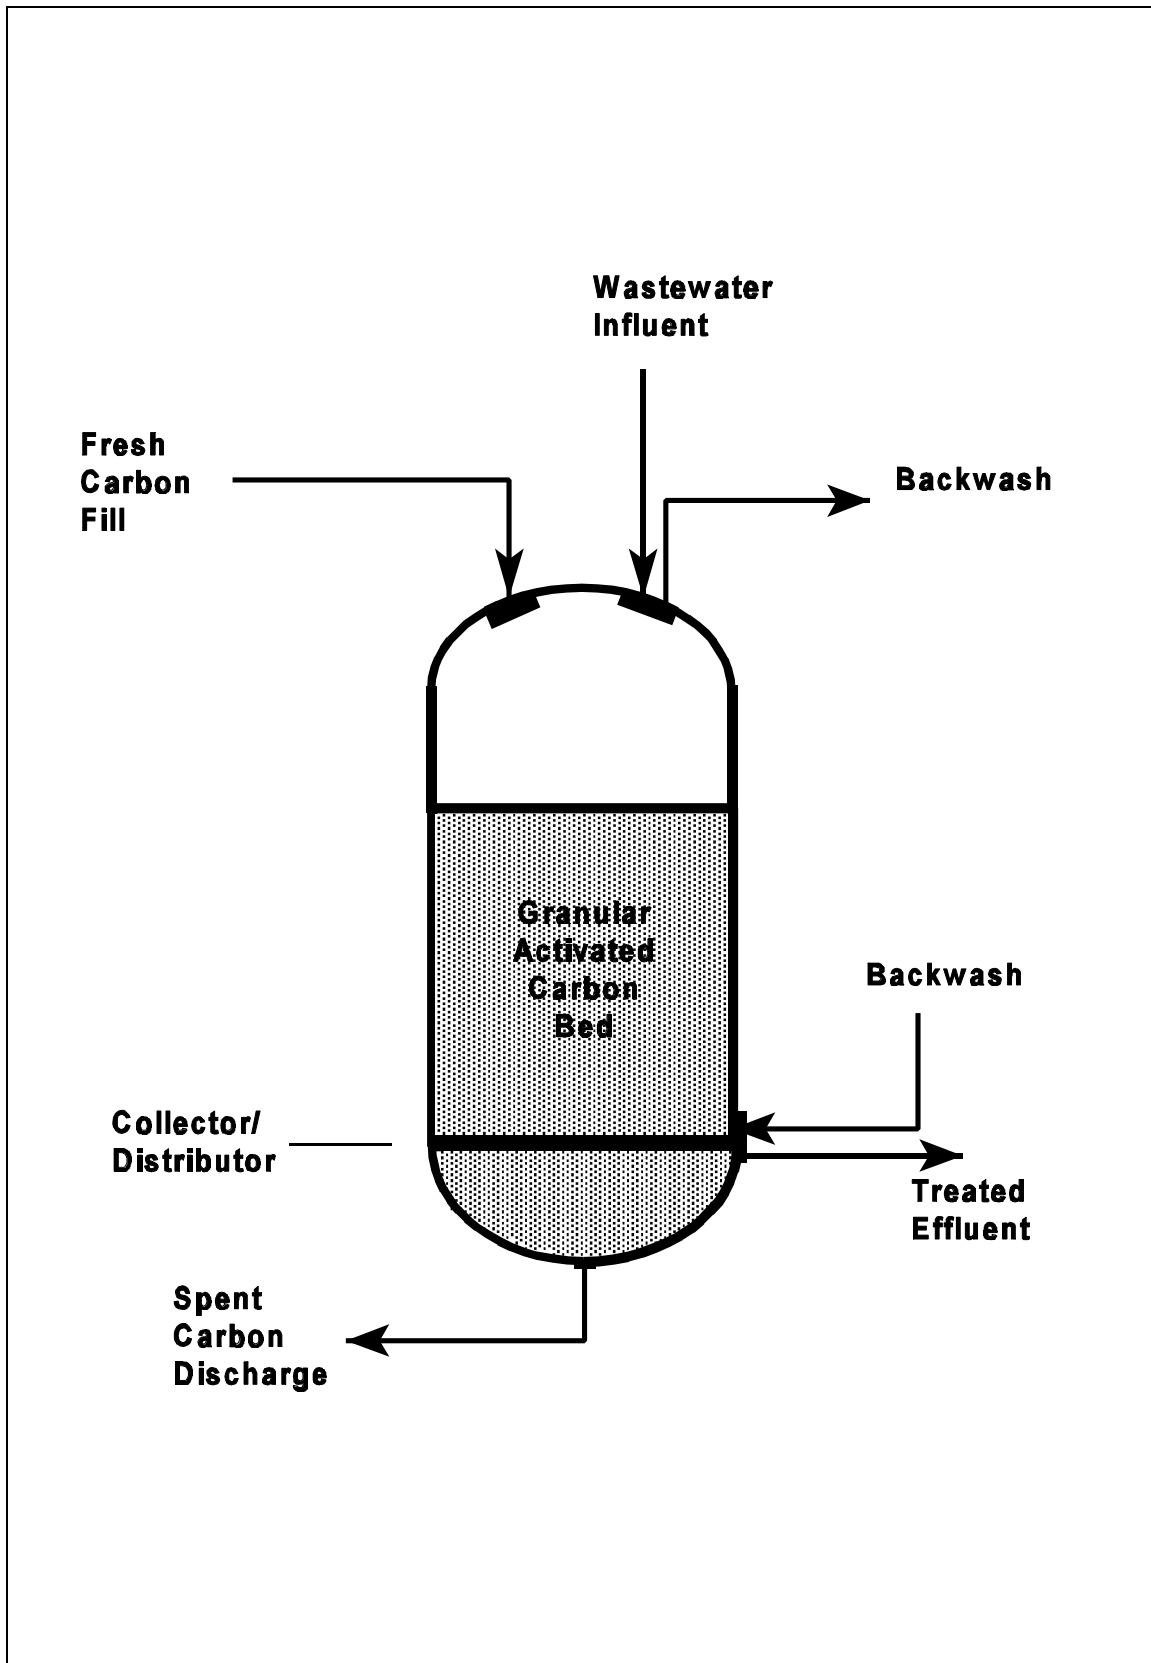 Wastewater
Influent
Fresh
Carbon
Fill
Backwash
Granular
Activated
Carbon
Bed
Backwash
Collector/
Distributor
Treated
Effluent
Spent
Carbon
Discharge